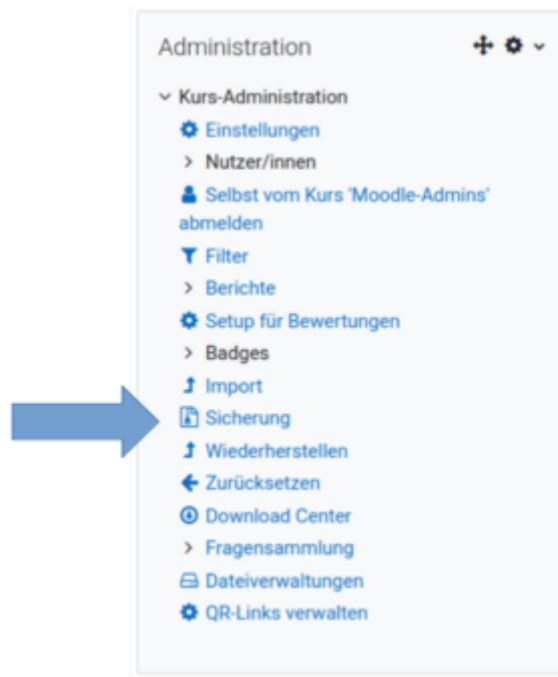 Administration
Kurs-Administration
Einstellungen
Nutzer/innen
Selbst vom Kurs 'Moodle-Admins'
abmelden
Filter
Berichte
Setup für Bewertungen
Badges
Import
Sicherung
Wiederherstellen
Zurücksetzen
Download Center
Fragensammlung
Dateiverwaltungen
QR-Links verwalten